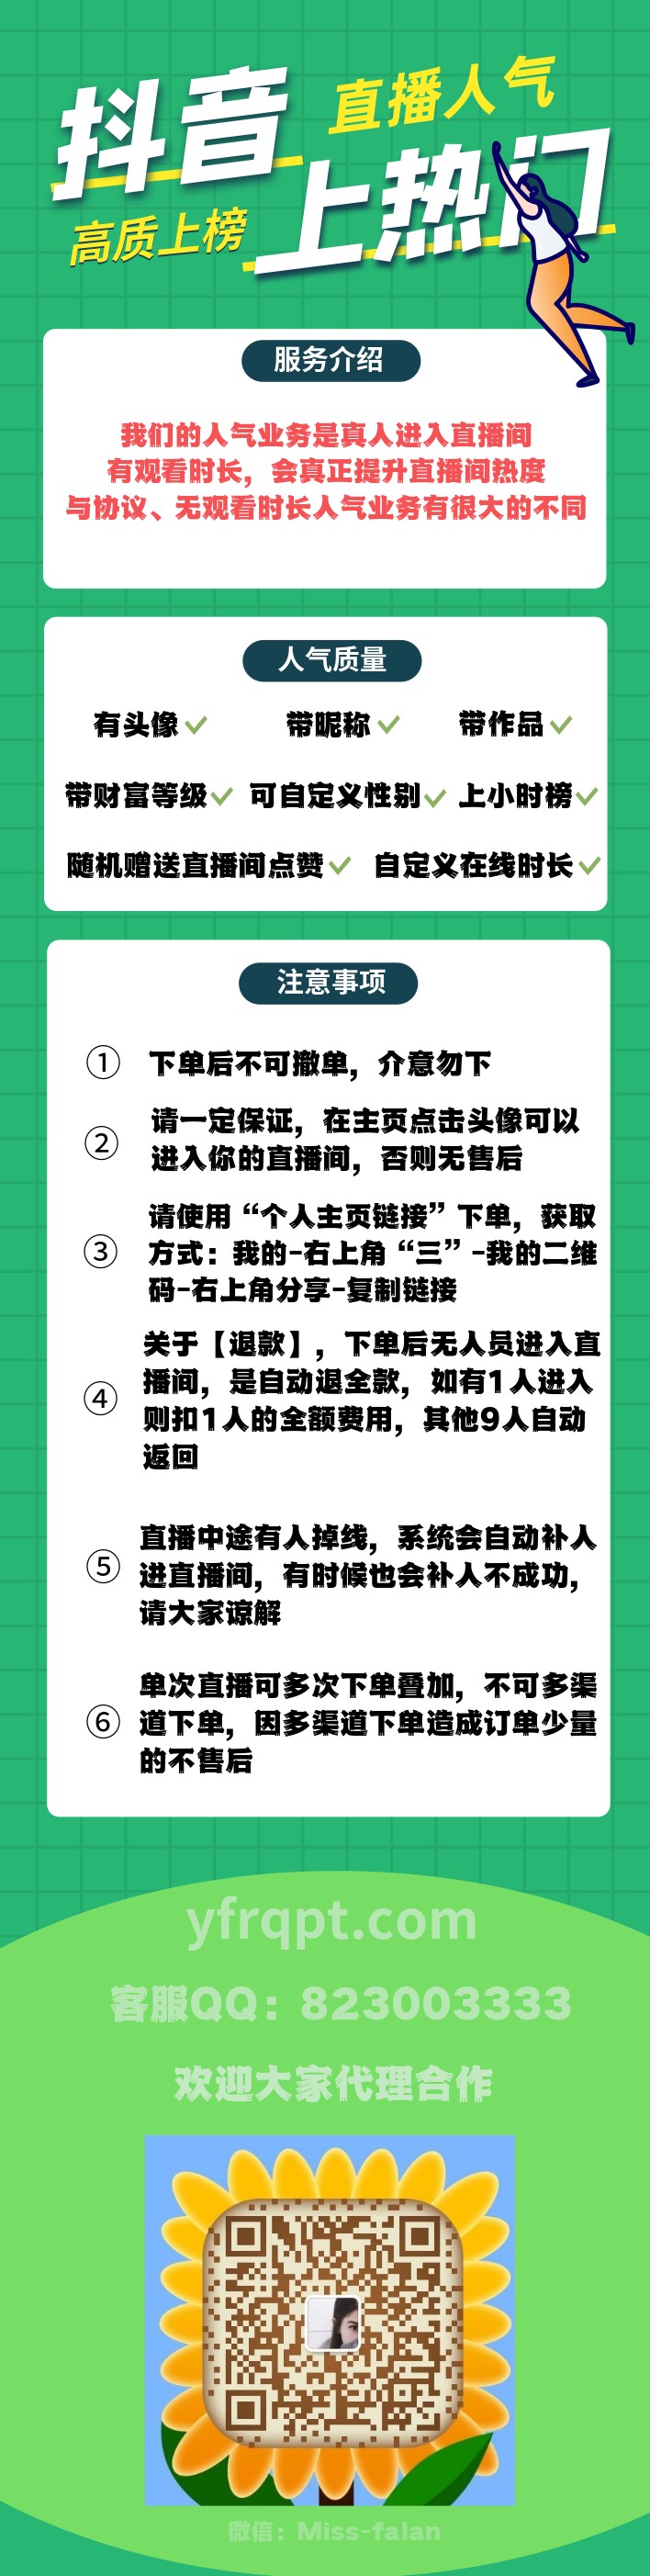 抖音
直播人气
高质上榜
上热门
服务介绍
我们的人气业务是真人进入直播间
有观看时长，会真正提升直播间热度
与协议、无观看时长人气业务有很大的不同
人气质量
有头像 带昵称 带作品
带财富等级 可自定义性别 上小时榜
随机赠送直播间点赞 自定义在线时长
注意事项
① 下单后不可撤单，介意勿下
② 请一定保证，在主页点击头像可以
进入你的直播间，否则无售后
③ 请使用“个人主页链接”下单，获取
方式：我的-右上角“三”-我的二维
码-右上角分享-复制链接
④ 关于【退款】，下单后无人员进入直
播间，是自动退全款，如有1人进入
则扣1人的全额费用，其他9人自动
返回
⑤ 直播中途有人掉线，系统会自动补人
进直播间，有时候也会补人不成功，
请大家谅解
⑥ 单次直播可多次下单叠加，不可多渠
道下单，因多渠道下单造成订单少量
的不售后
yfrqpt.com
客服QQ：823003333
欢迎大家代理合作
微信：Miss-falan